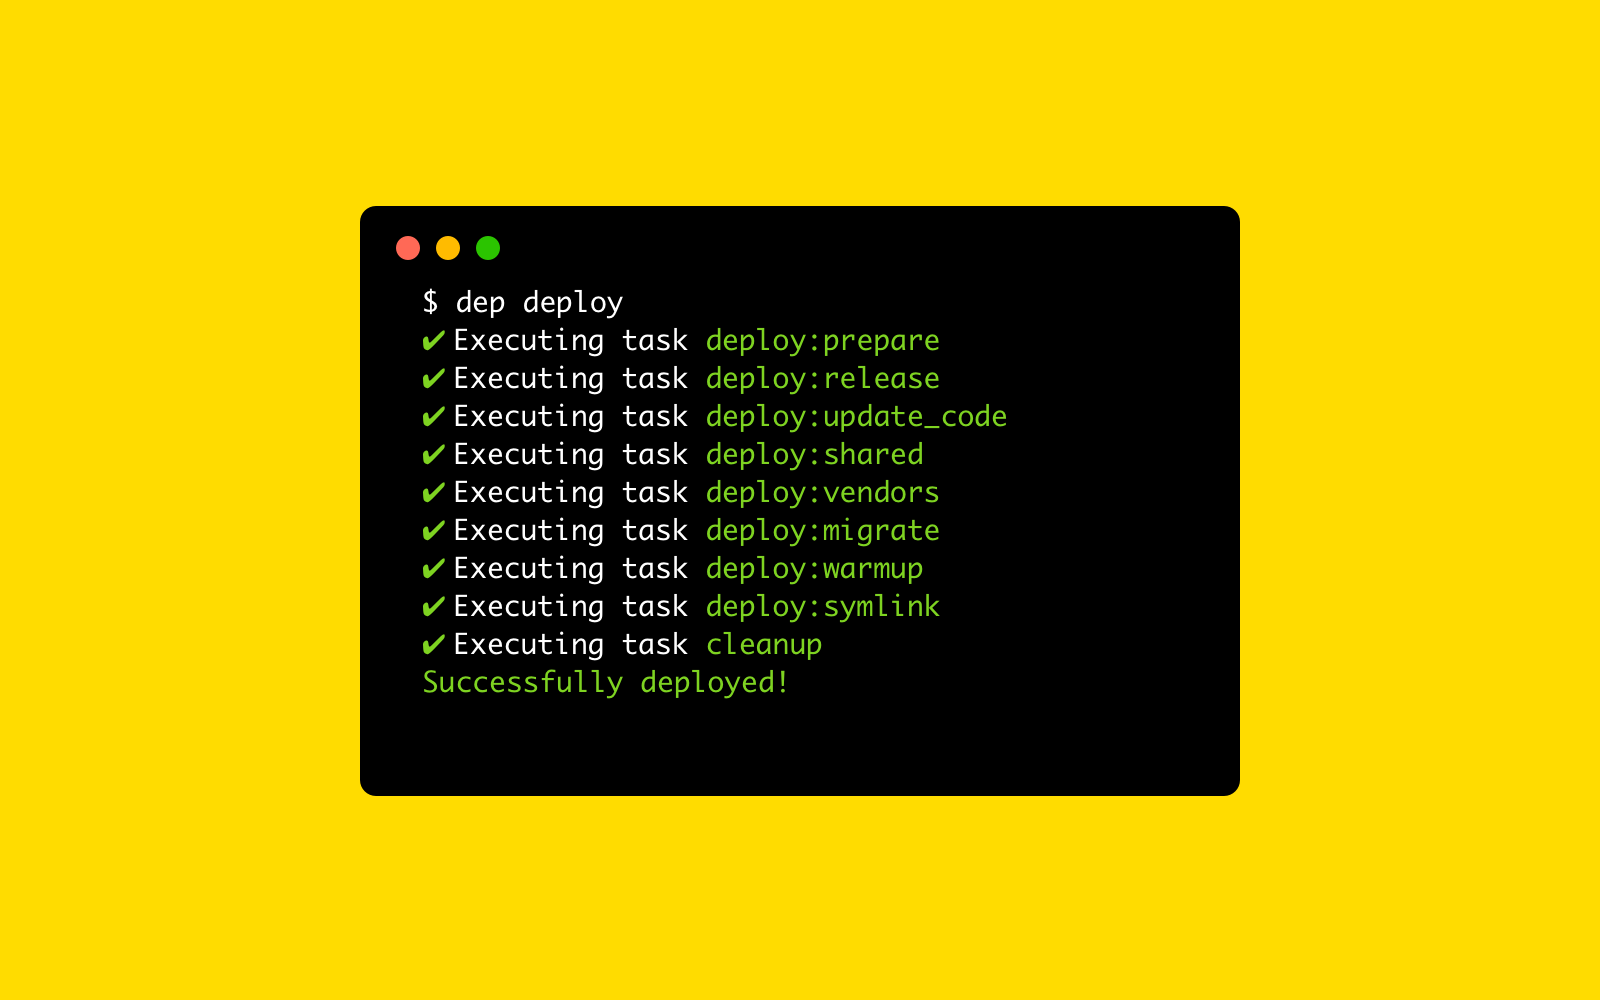 $ dep deploy
✔ Executing task deploy:prepare
✔ Executing task deploy:release
✔ Executing task deploy:update_code
✔ Executing task deploy:shared
✔ Executing task deploy:vendors
✔ Executing task deploy:migrate
✔ Executing task deploy:warmup
✔ Executing task deploy:symlink
✔ Executing task cleanup
Successfully deployed!